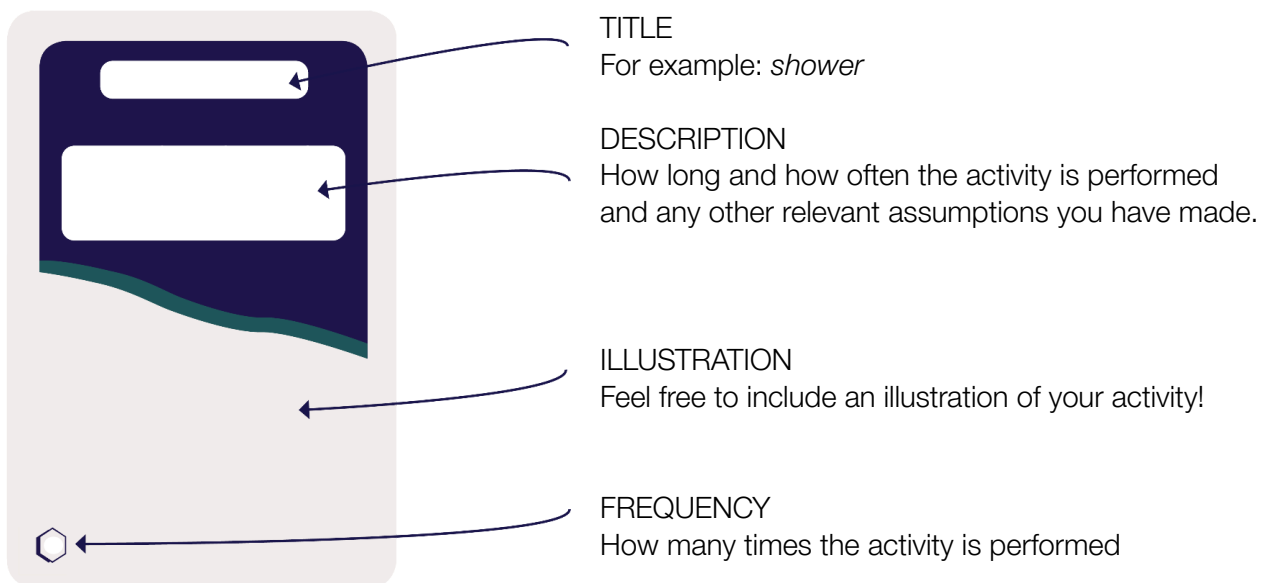 TITLE
For example: shower
DESCRIPTION
How long and how often the activity is performed
and any other relevant assumptions you have made.
ILLUSTRATION
Feel free to include an illustration of your activity!
FREQUENCY
How many times the activity is performed